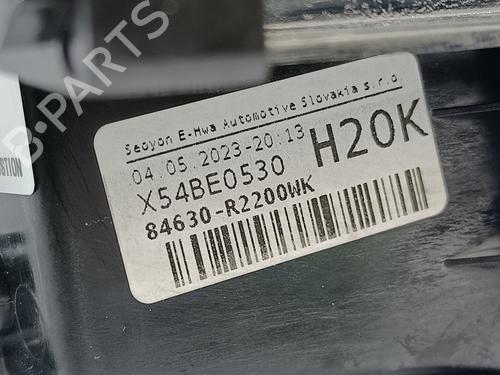 B-PARTS
Seoyon E-Hwa Automotive Slovakia s.r.o.
04.05.2023-20:13
X54BE0530
H20K
84630-R2200WK